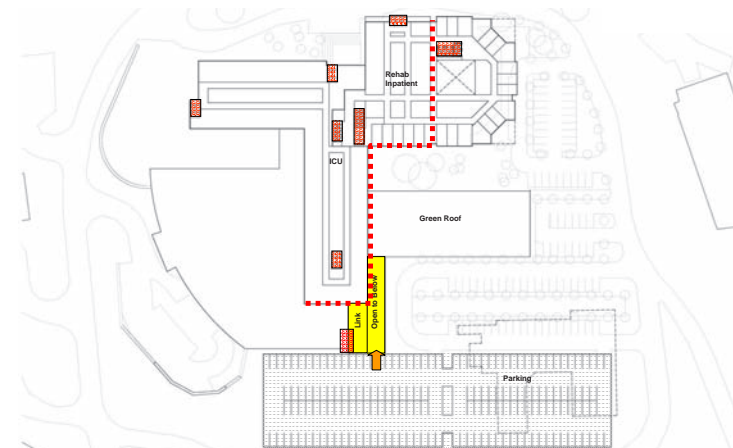 Rehab
Inpatient
ICU
Green Roof
Open to Below
Link
Parking